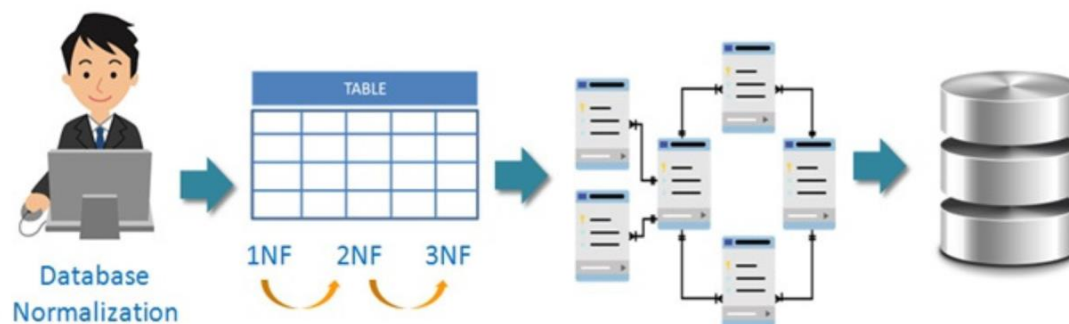 TABLE
1NF 2NF 3NF
Database
Normalization